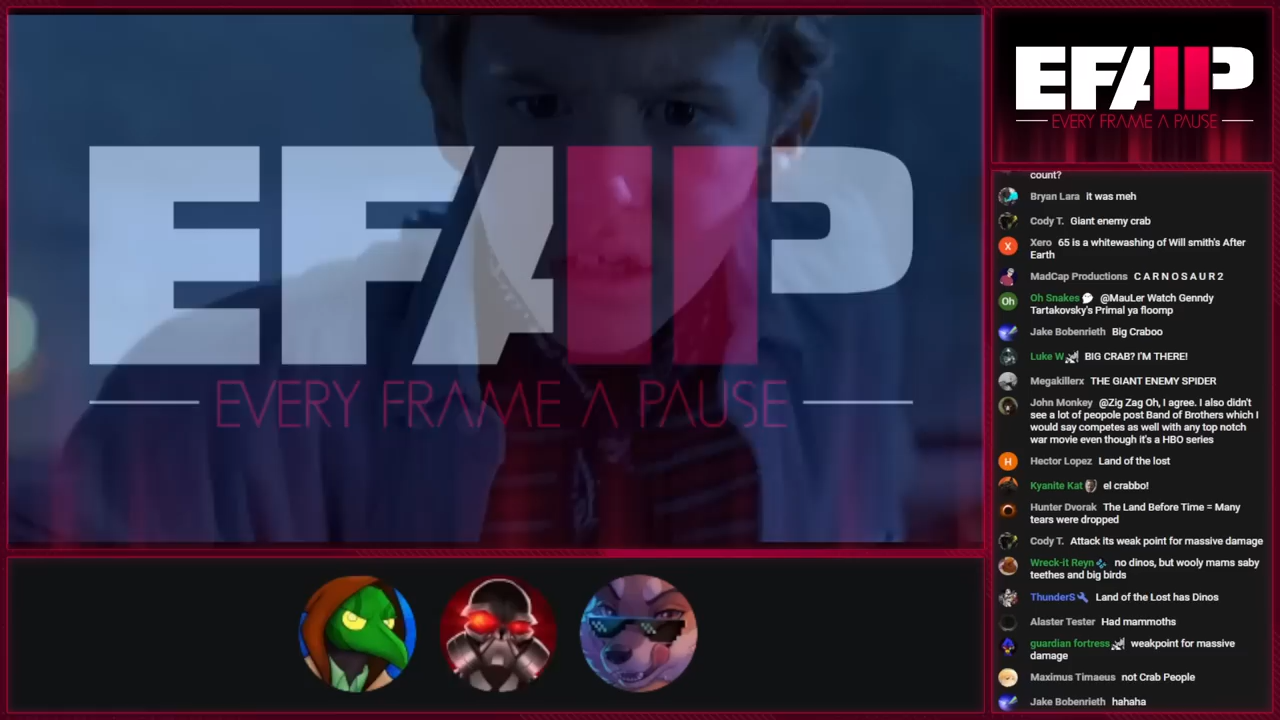 EFAP
EVERY FRAME A PAUSE
EFAP
EVERY FRAME A PAUSE
count?
Bryan Lara it was meh
Cody T. Giant enemy crab
X
Xero 65 is a whitewashing of Will smith's After
Earth
MadCap Productions C A R N O S A U R 2
Oh
Oh Snakes @MauLer Watch Genndy
Tartakovsky's Primal ya floomp
Jake Bobenrieth Big Craboo
Luke W BIG CRAB? I'M THERE!
Megakillerx THE GIANT ENEMY SPIDER
John Monkey @Zig Zag Oh, I agree. I also didn't
see a lot of peopole post Band of Brothers which I
would say competes as well with any top notch
war movie even though it's a HBO series
H
Hector Lopez Land of the lost
Kyanite Kat el crabbo!
Hunter Dvorak The Land Before Time = Many
tears were dropped
Cody T. Attack its weak point for massive damage
Wreck-it Reyn no dinos, but wooly mams saby
teethes and big birds
ThunderS Land of the Lost has Dinos
Alaster Tester Had mammoths
guardian fortress weakpoint for massive
damage
Maximus Timaeus not Crab People
Jake Bobenrieth hahaha